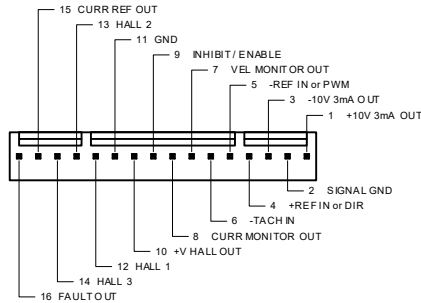 15 CURR REF OUT
13 HALL 2
11 GND
9 INHIBIT / ENABLE
7 VEL MONITOR OUT
5 -REF IN or PWM
3 -10V 3mA OUT
1 +10V 3mA OUT
2 SIGNAL GND
4 +REF IN or DIR
6 -TACH IN
8 CURR MONITOR OUT
10 +V HALL OUT
12 HALL 1
14 HALL 3
16 FAULT OUT